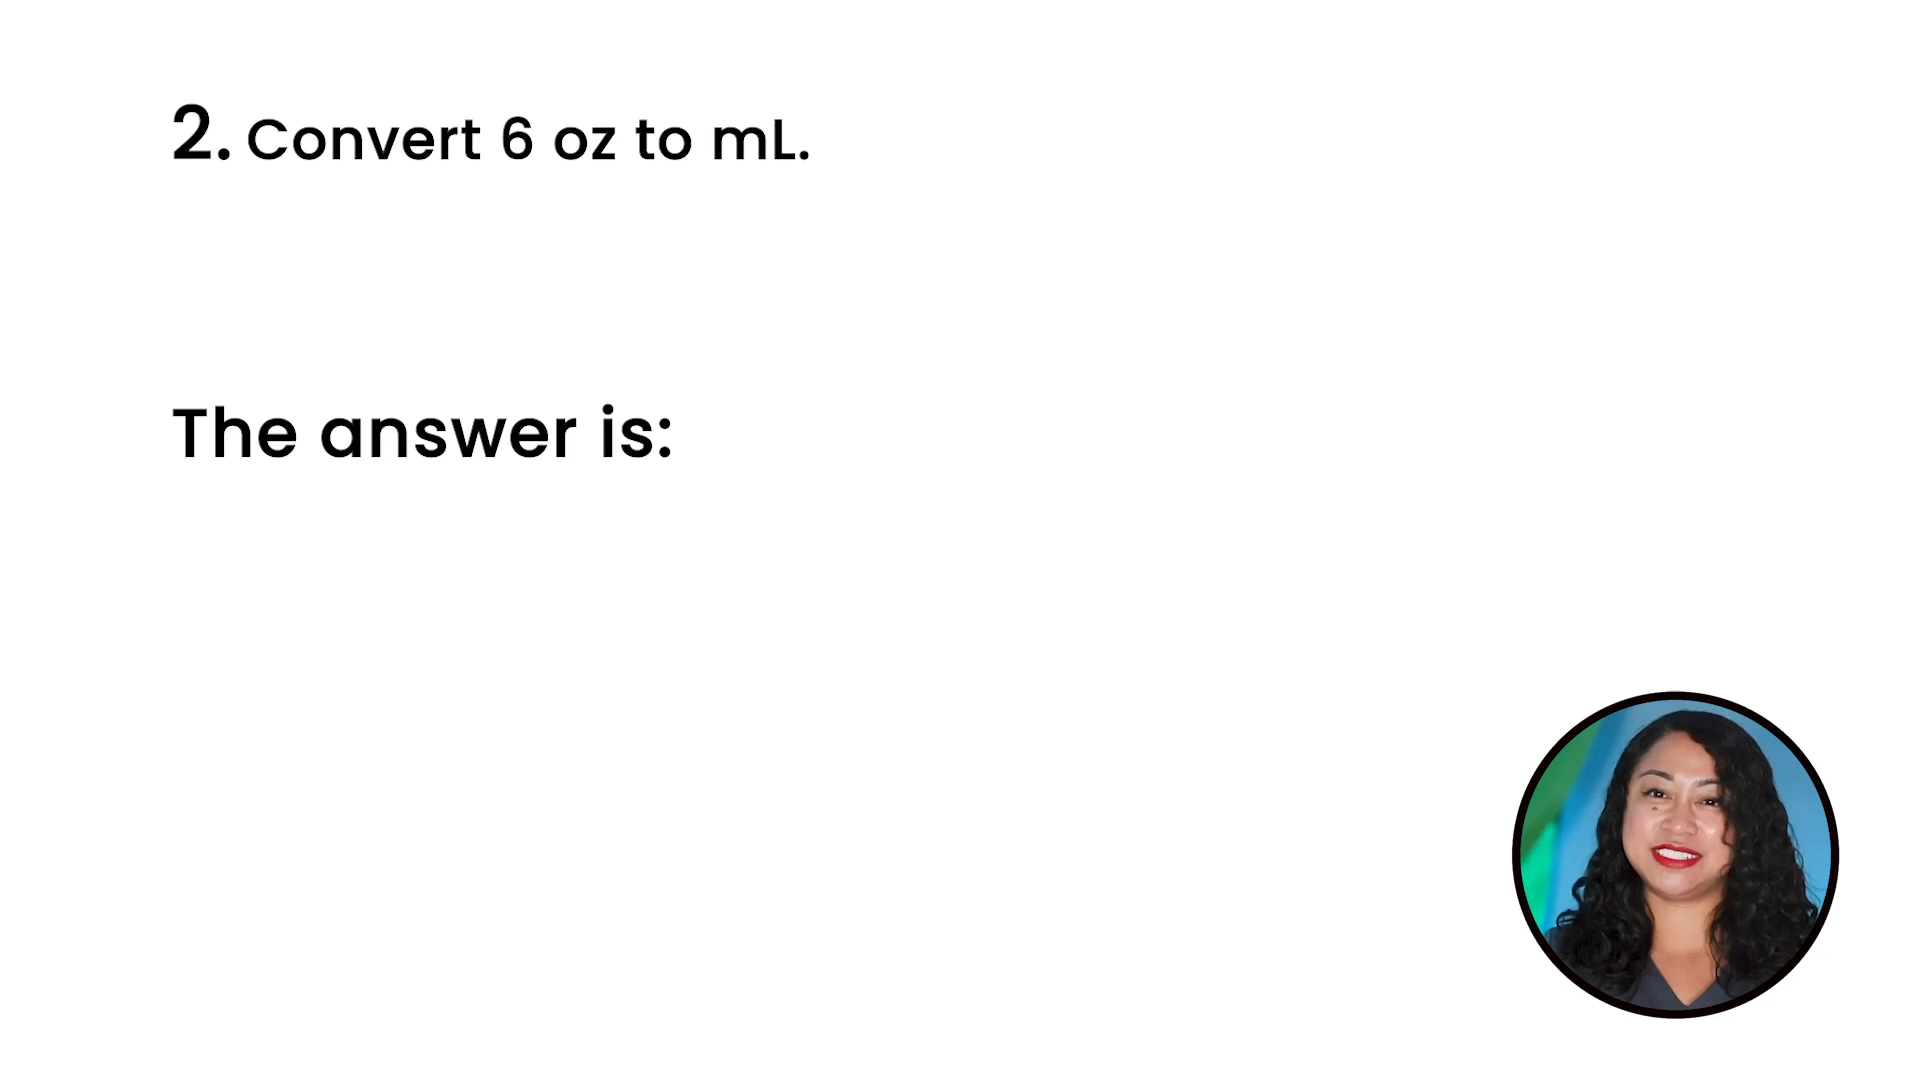 2. Convert 6 oz to mL.
The answer is: